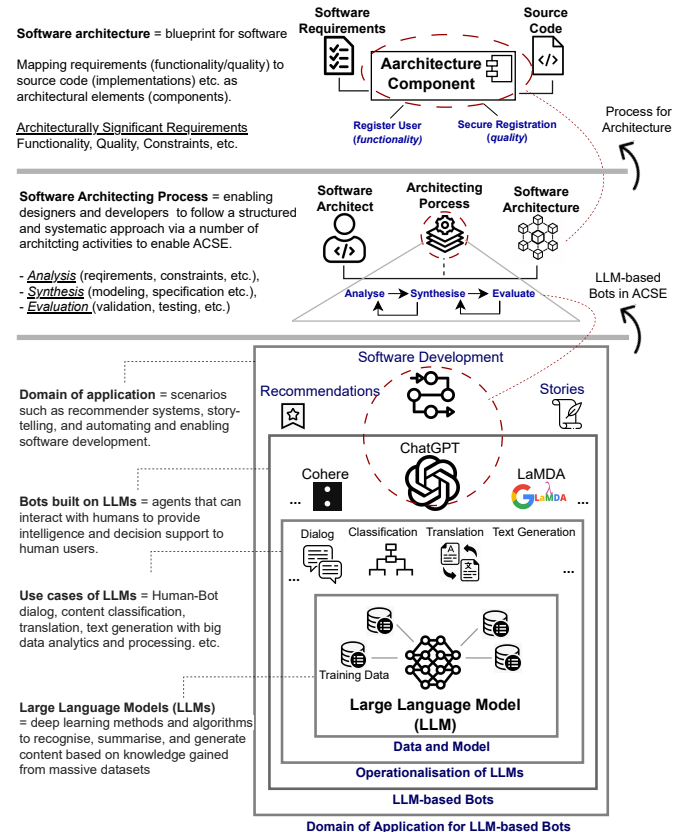 Software architecture = blueprint for software
Mapping requirements (functionality/quality) to
source code (implementations) etc. as
architectural elements (components).
Architecturally Significant Requirements
Functionality, Quality, Constraints, etc.
Software
Requirements
Source
Code
Aarchitecture
Component
Register User
(functionality)
Secure Registration
(quality)
Process for
Architecture
Software Architecting Process = enabling
designers and developers to follow a structured
and systematic approach via a number of
architcting activities to enable ACSE.
- Analysis (reqirements, constraints, etc.),
- Synthesis (modeling, specification etc.),
- Evaluation (validation, testing, etc.)
Software
Architect
Architecting
Porcess
Software
Architecture
Analyse
Synthesise
Evaluate
LLM-based
Bots in ACSE
Domain of application = scenarios
such as recommender systems, story-
telling, and automating and enabling
software development.
Bots built on LLMs = agents that can
interact with humans to provide
intelligence and decision support to
human users.
Use cases of LLMs = Human-Bot
dialog, content classification,
translation, text generation with big
data analytics and processing. etc.
Large Language Models (LLMs)
= deep learning methods and algorithms
to recognise, summarise, and generate
content based on knowledge gained
from massive datasets
Software Development
Recommendations
Stories
ChatGPT
Cohere
LaMDA
...
G LaMDA
...
Dialog
Classification
Translation
Text Generation
A
文
...
...
Training Data
Large Language Model
(LLM)
Data and Model
Operationalisation of LLMs
LLM-based Bots
Domain of Application for LLM-based Bots